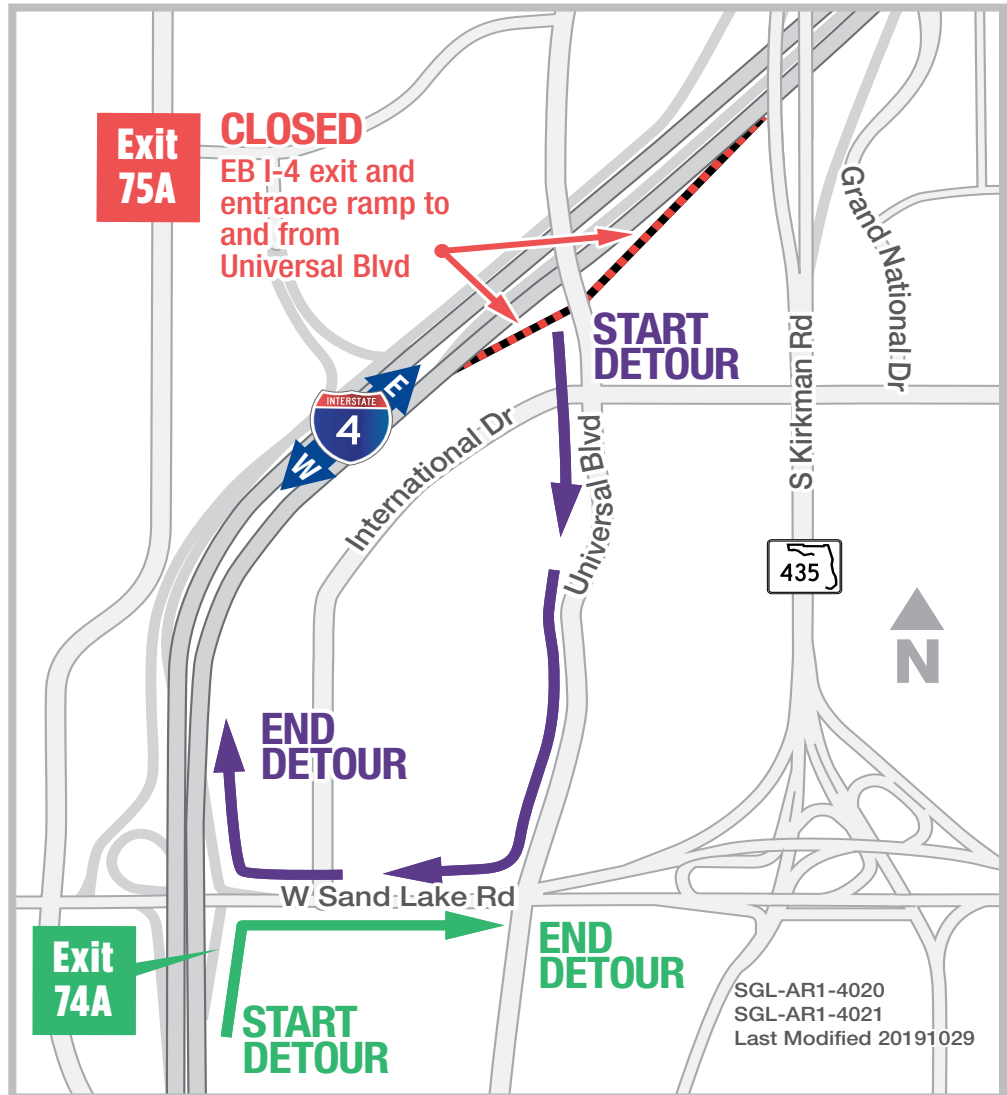 Exit
75A
CLOSED
EB I-4 exit and
entrance ramp to
and from
Universal Blvd
Grand National Dr
START
DETOUR
S Kirkman Rd
E
INTERSTATE
4
W
International Dr
Universal Blvd
435
N
END
DETOUR
W Sand Lake Rd
Exit
74A
START
DETOUR
END
DETOUR
SGL-AR1-4020
SGL-AR1-4021
Last Modified 20191029